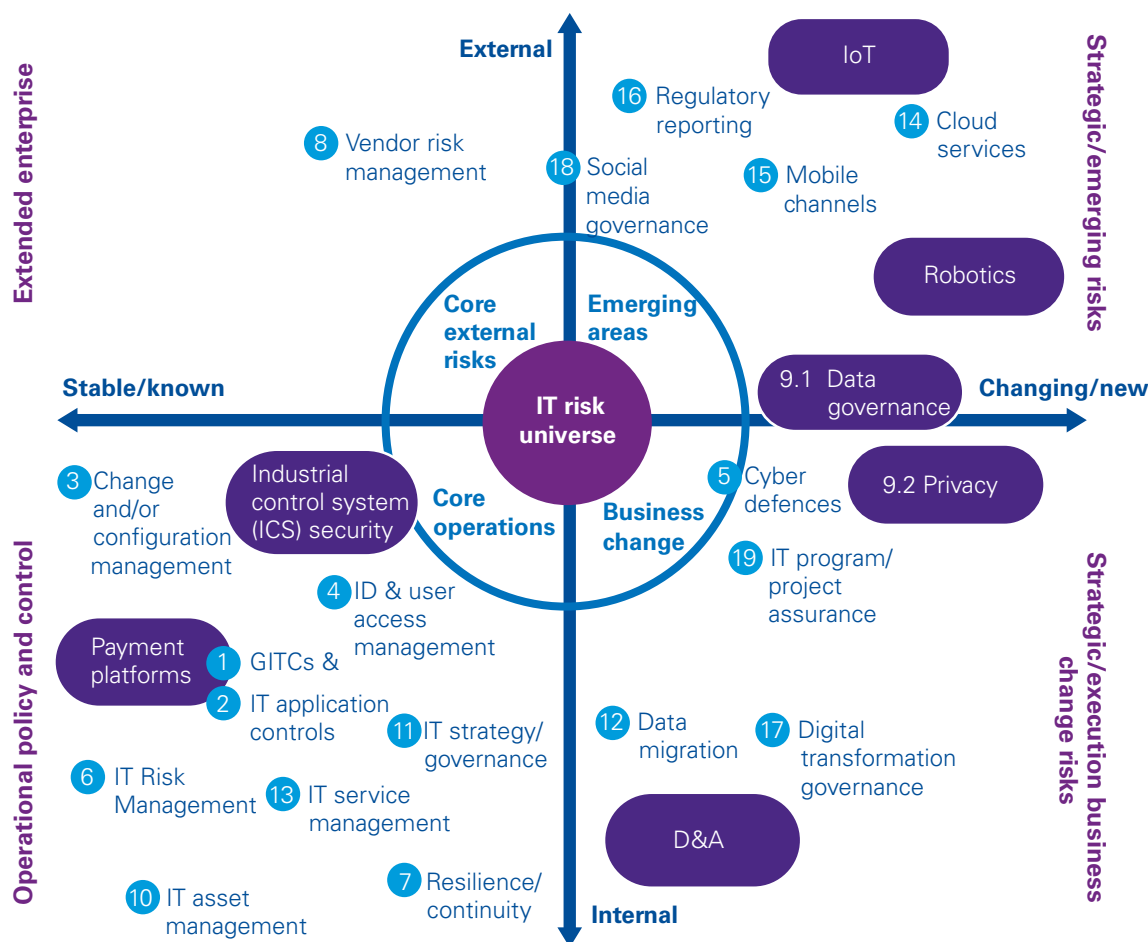 External
IoT
16 Regulatory
reporting
14 Cloud
services
8 Vendor risk
management
18 Social
media
governance
15 Mobile
channels
Extended enterprise
Strategic/emerging risks
Robotics
Core
external
risks
Emerging
areas
Stable/known
Changing/new
IT risk
universe
9.1 Data
governance
3 Change
and/or
configuration
management
Industrial
control system
(ICS) security
Core
operations
Business
change
5 Cyber
defences
9.2 Privacy
4 ID & user
access
management
19 IT program/
project
assurance
Payment
platforms
1 GITCs &
2 IT application
controls
11 IT strategy/
governance
12 Data
migration
17 Digital
transformation
governance
6 IT Risk
Management
13 IT service
management
D&A
10 IT asset
management
7 Resilience/
continuity
Internal
Operational policy and control
Strategic/execution business
change risks